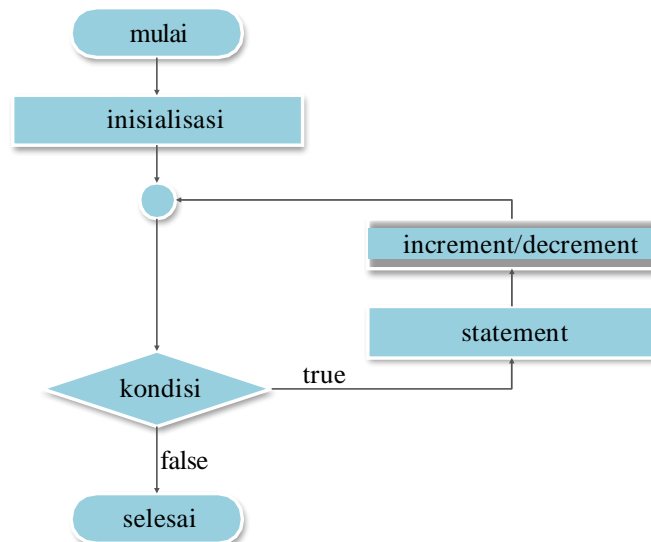 mulai
inisialisasi
increment/decrement
statement
kondisi
true
false
selesai